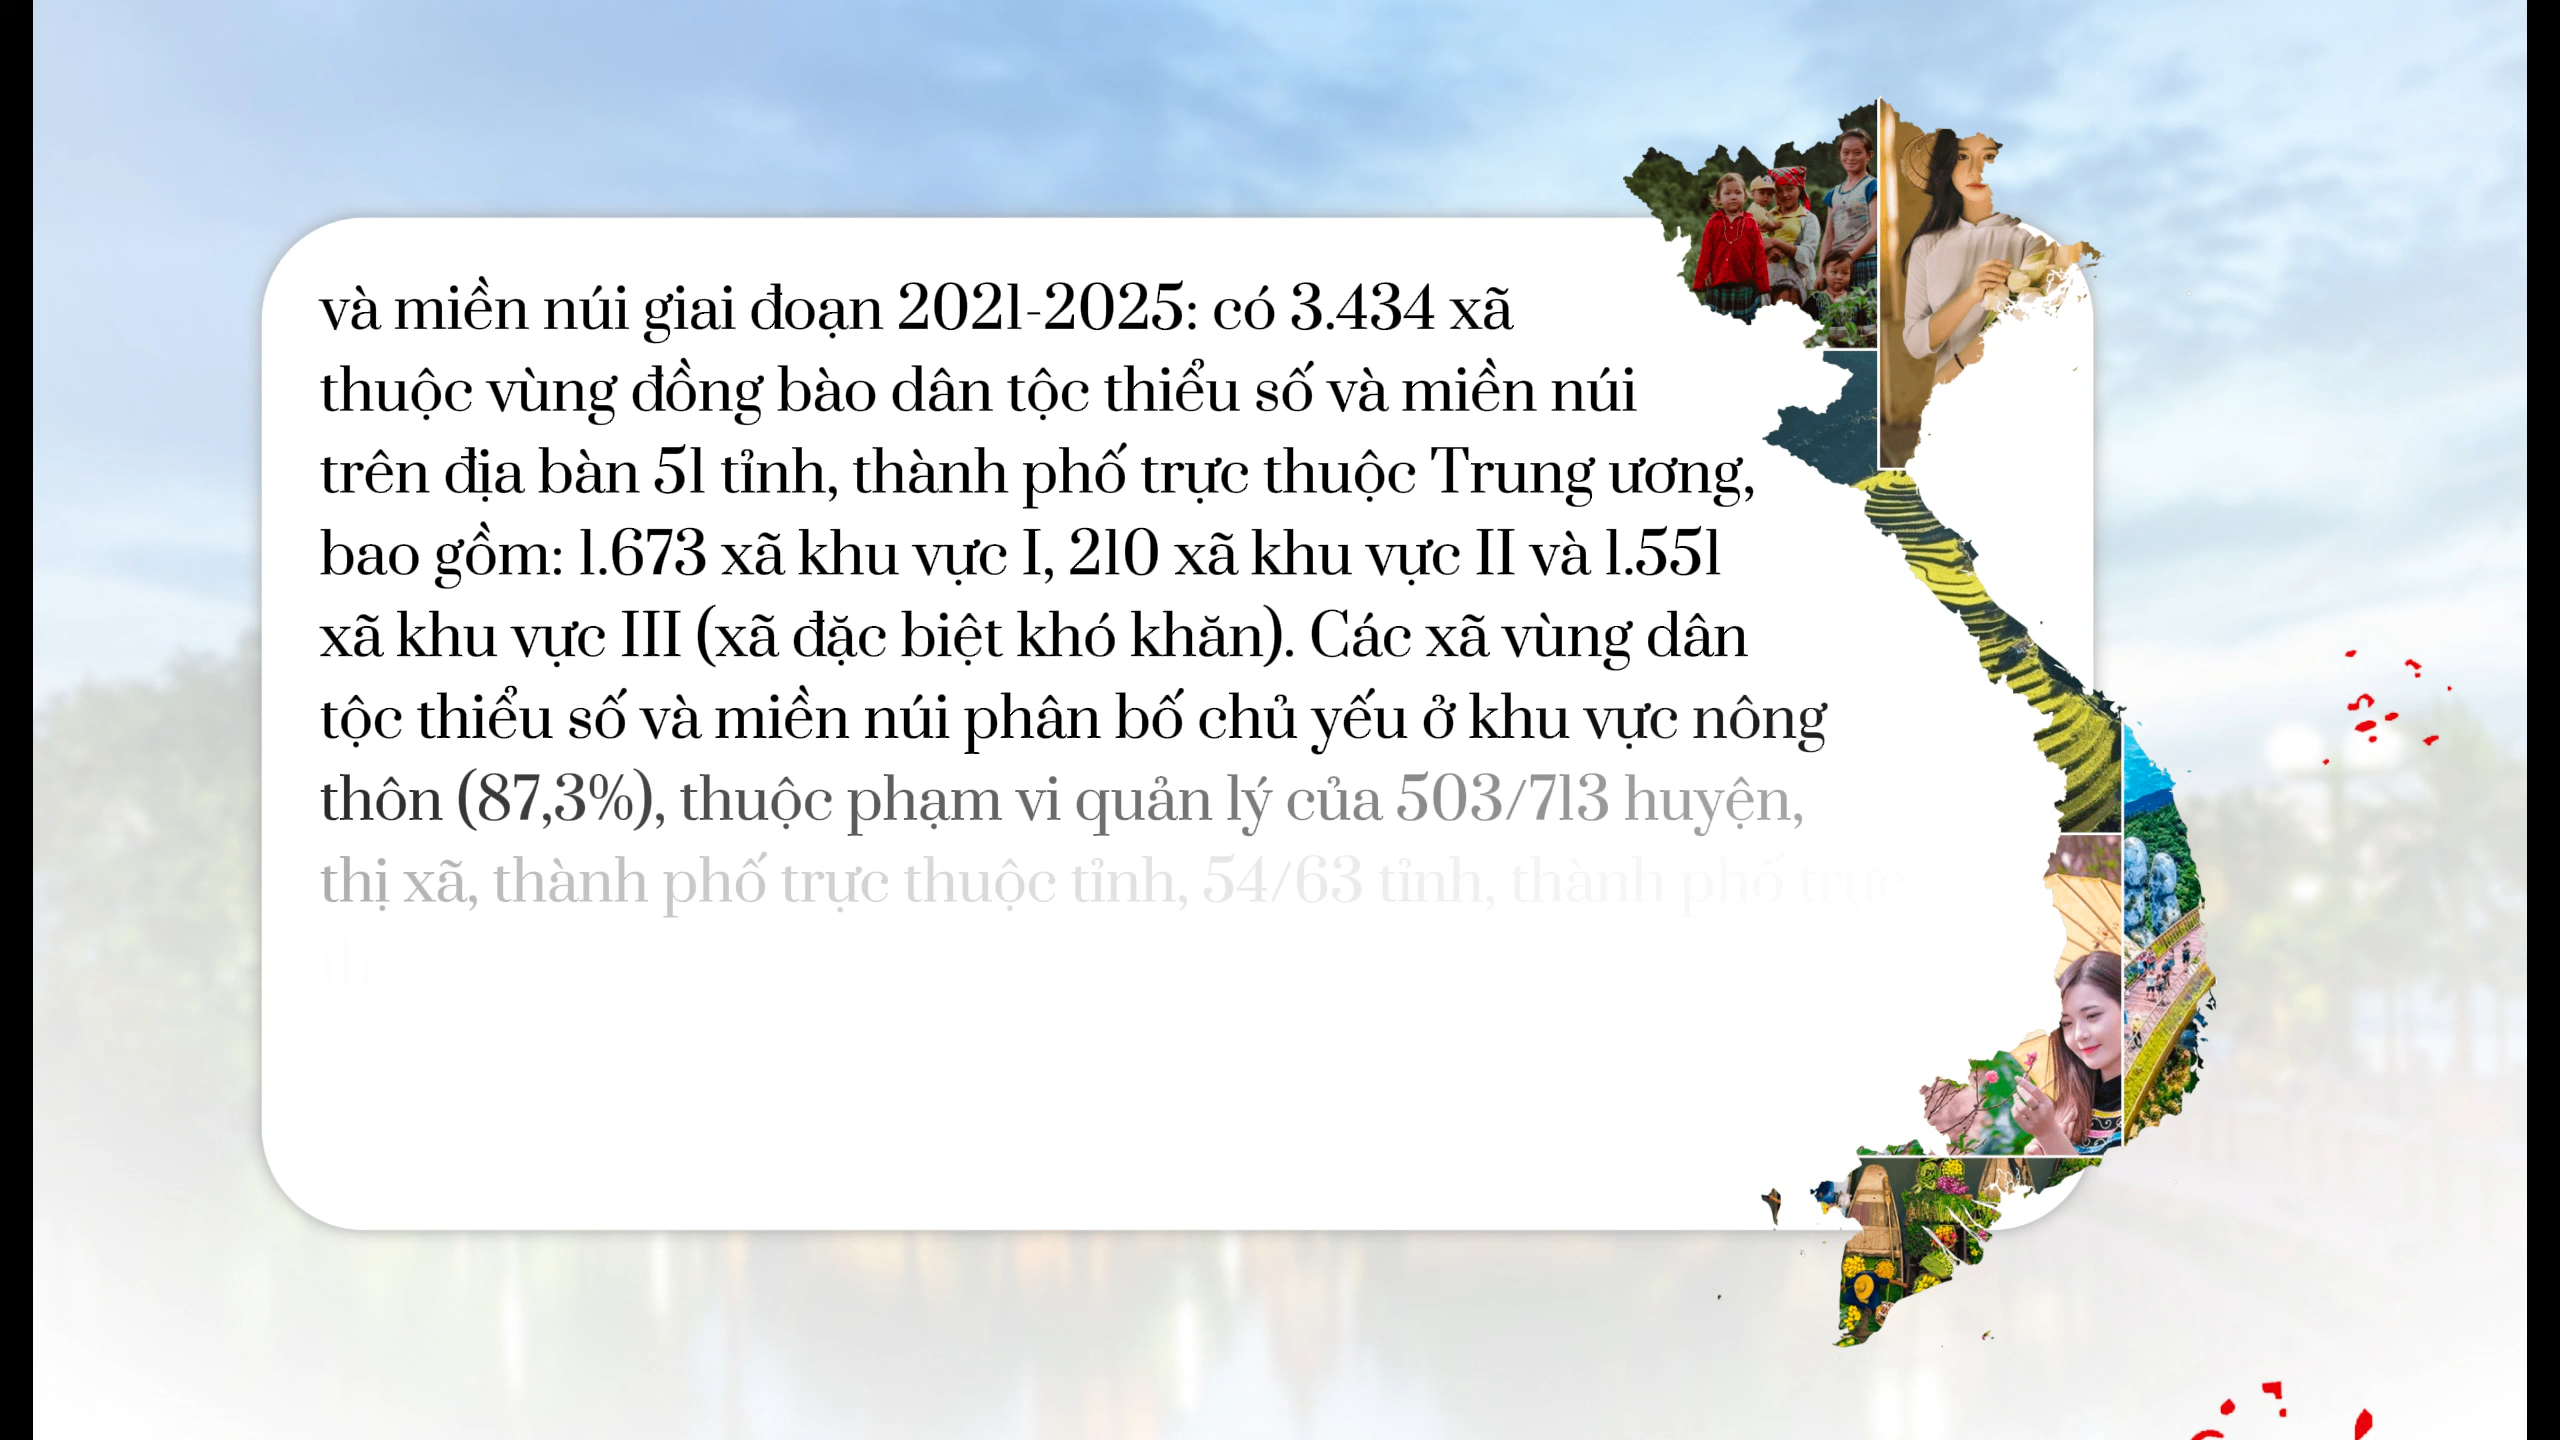 và miền núi giai đoạn 2021-2025: có 3.434 xã
thuộc vùng đồng bào dân tộc thiểu số và miền núi
trên địa bàn 51 tỉnh, thành phố trực thuộc Trung ương,
bao gồm: 1.673 xã khu vực I, 210 xã khu vực II và 1.551
xã khu vực III (xã đặc biệt khó khăn). Các xã vùng dân
tộc thiểu số và miền núi phân bố chủ yếu ở khu vực nông
thôn (87,3%), thuộc phạm vi quản lý của 503/713 huyện,
thị xã, thành phố trực thuộc tỉnh, 54/63 tỉnh, thành phố trực